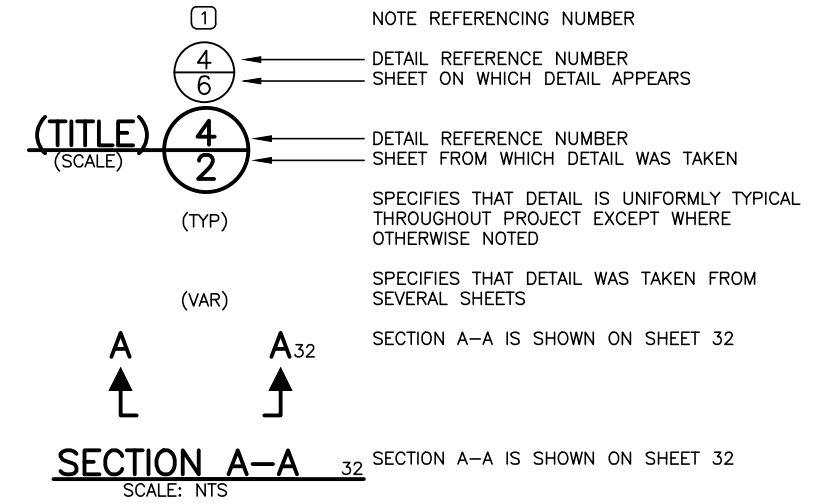 1 NOTE REFERENCING NUMBER
4 DETAIL REFERENCE NUMBER
6 SHEET ON WHICH DETAIL APPEARS
(TITLE) 4 DETAIL REFERENCE NUMBER
(SCALE) 2 SHEET FROM WHICH DETAIL WAS TAKEN
(TYP) SPECIFIES THAT DETAIL IS UNIFORMLY TYPICAL
THROUGHOUT PROJECT EXCEPT WHERE
OTHERWISE NOTED
(VAR) SPECIFIES THAT DETAIL WAS TAKEN FROM
SEVERAL SHEETS
A A 32 SECTION A-A IS SHOWN ON SHEET 32
SECTION A-A 32 SECTION A-A IS SHOWN ON SHEET 32
SCALE: NTS